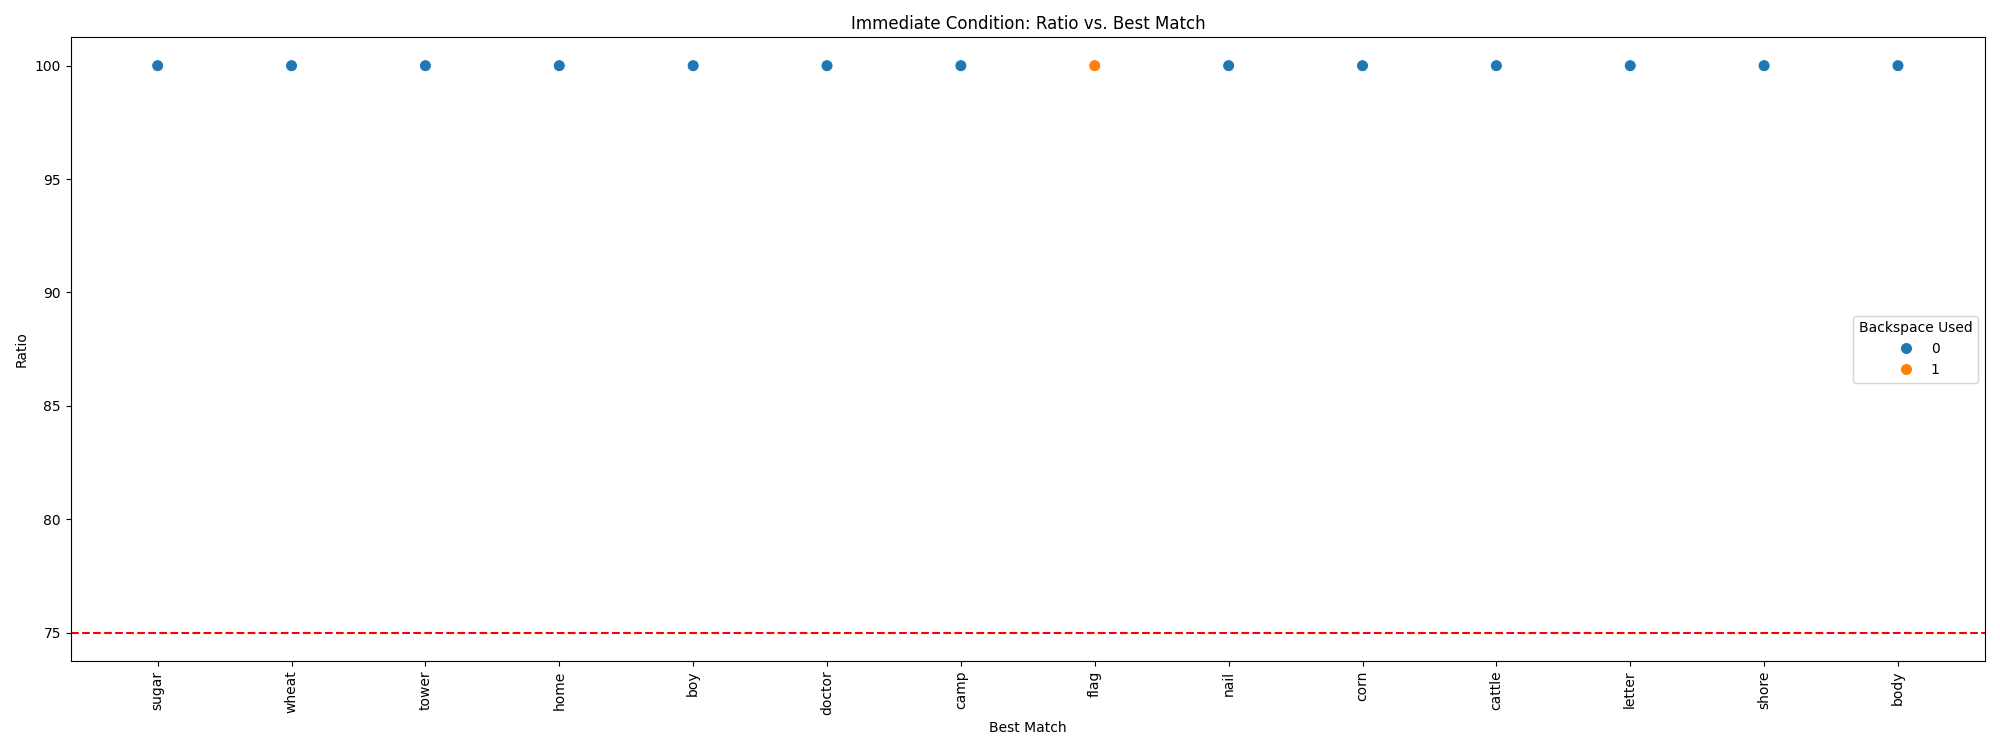 Immediate Condition: Ratio vs. Best Match
100
95
90
85
80
75
Ratio
Backspace Used
0
1
sugar
wheat
tower
home
boy
doctor
camp
flag
nail
corn
cattle
letter
shore
body
Best Match